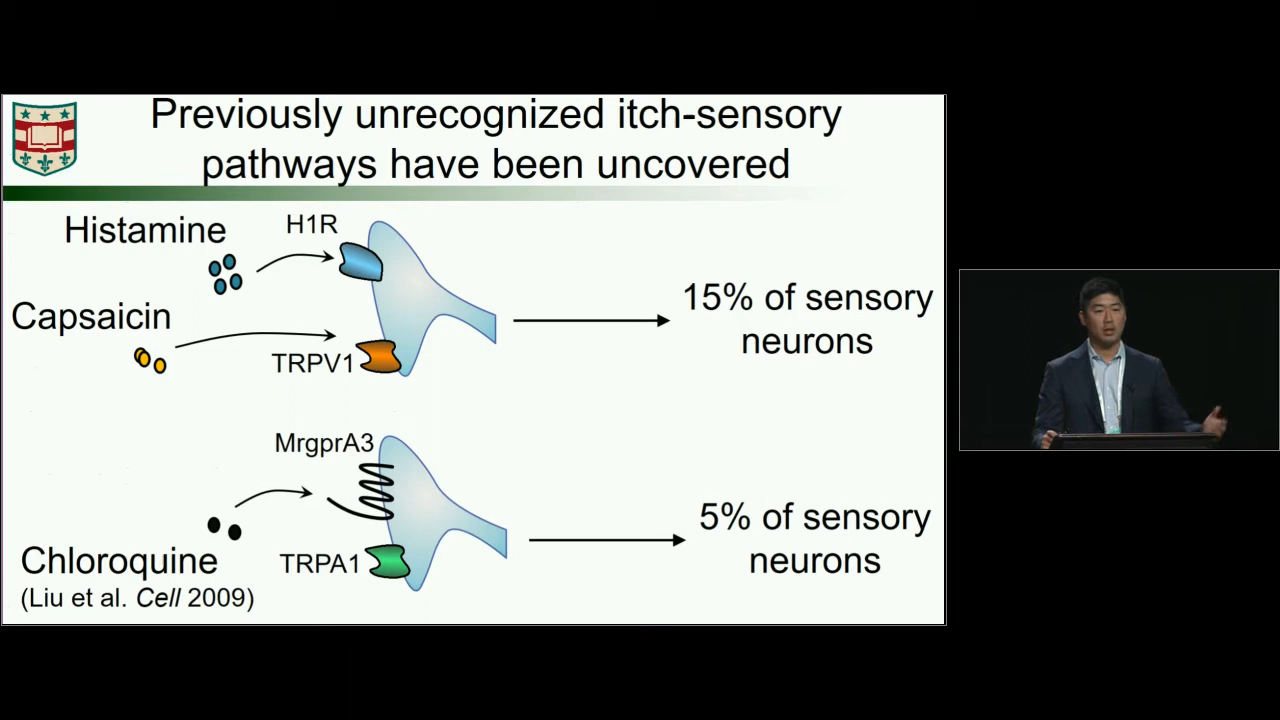 Previously unrecognized itch-sensory
pathways have been uncovered
Histamine
H1R
Capsaicin
TRPV1
15% of sensory
neurons
MrgprA3
Chloroquine
(Liu et al. Cell 2009)
TRPA1
5% of sensory
neurons